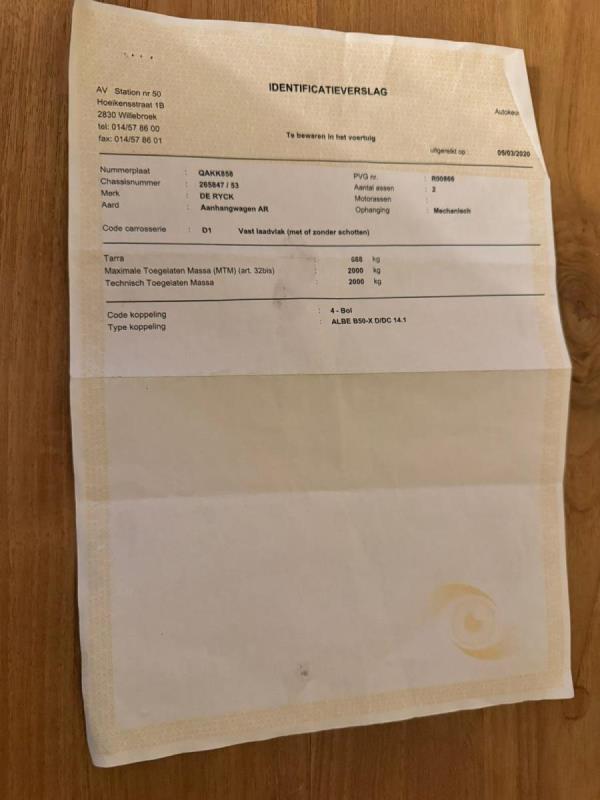 IDENTIFICATIEVERSLAG
AV Station nr 50
Hoeikensstraat 1B
2830 Willebroek
tel: 014/57 86 00
fax: 014/57 86 01
Autokeur
Te bewaren in het voertuig
uitgereikt op : 05/03/2020
Nummerplaat : QAKK858
Chassisnummer : 265847 / 53
Merk : DE RYCK
Aard : Aanhangwagen AR
PVG nr. : R00866
Aantal assen : 2
Motorassen :
Ophanging : Mechanisch
Code carrosserie : D1 Vast laadvlak (met of zonder schotten)
Tarra : 688 kg
Maximale Toegelaten Massa (MTM) (art. 32bis) : 2000 kg
Technisch Toegelaten Massa : 2000 kg
Code koppeling : 4 - Bol
Type koppeling : ALBE B50-X D/DC 14.1